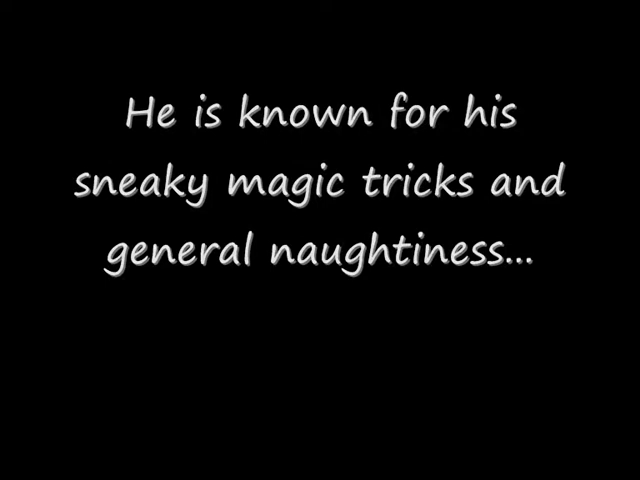 He is known for his
sneaky magic tricks and
general naughtiness...